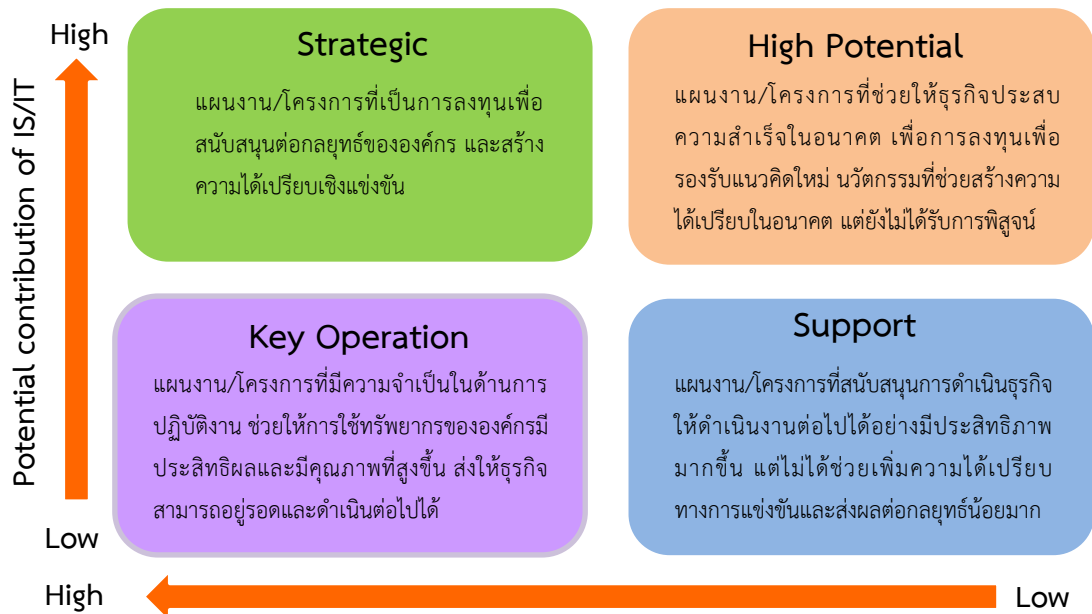 High
Potential contribution of IS/IT
Low
Strategic
แผนงาน/โครงการที่เป็นการลงทุนเพื่อ
สนับสนุนต่อกลยุทธ์ขององค์กร และสร้าง
ความได้เปรียบเชิงแข่งขัน
High Potential
แผนงาน/โครงการที่ช่วยให้ธุรกิจประสบ
ความสำเร็จในอนาคต เพื่อการลงทุนเพื่อ
รองรับแนวคิดใหม่ นวัตกรรมที่ช่วยสร้างความ
ได้เปรียบในอนาคต แต่ยังไม่ได้รับการพิสูจน์
Key Operation
แผนงาน/โครงการที่มีความจำเป็นในด้านการ
ปฏิบัติงาน ช่วยให้การใช้ทรัพยากรขององค์กรมี
ประสิทธิผลและมีคุณภาพที่สูงขึ้น ส่งให้ธุรกิจ
สามารถอยู่รอดและดำเนินต่อไปได้
Support
แผนงาน/โครงการที่สนับสนุนการดำเนินธุรกิจ
ให้ดำเนินงานต่อไปได้อย่างมีประสิทธิภาพ
มากขึ้น แต่ไม่ได้ช่วยเพิ่มความได้เปรียบ
ทางการแข่งขันและส่งผลต่อกลยุทธ์น้อยมาก
High
Low